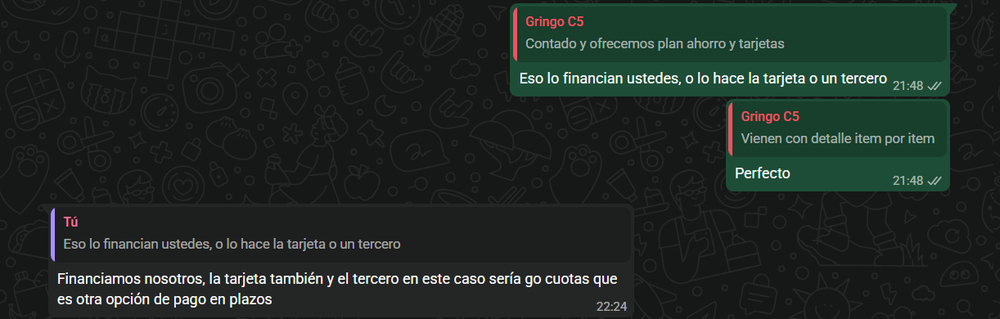 Gringo C5
Contado y ofrecemos plan ahorro y tarjetas
Eso lo financian ustedes, o lo hace la tarjeta o un tercero
21:48
Gringo C5
Vienen con detalle item por item
Perfecto
21:48
Tú
Eso lo financian ustedes, o lo hace la tarjeta o un tercero
Financiamos nosotros, la tarjeta también y el tercero en este caso sería go cuotas que
es otra opción de pago en plazos
22:24